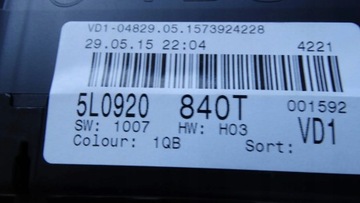 VD1-04829.05.1573924228
29.05.15 22:04 4221
5L0920 840T 001592
SW: 1007 HW: H03 VD1
Colour: 1QB Sort: